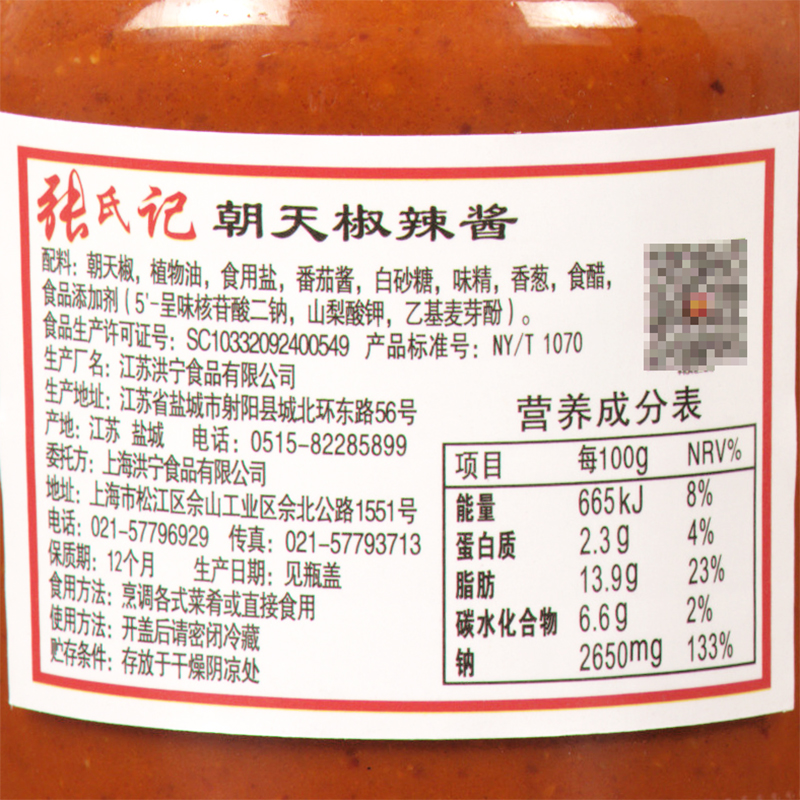 张氏记 朝天椒辣酱
配料：朝天椒，植物油，食用盐，番茄酱，白砂糖，味精，香葱，食醋，
食品添加剂（5'-呈味核苷酸二钠，山梨酸钾，乙基麦芽酚）。
食品生产许可证号：SC10332092400549 产品标准号：NY/T 1070
生产厂名：江苏洪宁食品有限公司
生产地址：江苏省盐城市射阳县城北环东路56号
产地：江苏 盐城 电话：0515-82285899
委托方：上海洪宁食品有限公司
地址：上海市松江区佘山工业区佘北公路1551号
电话：021-57796929 传真：021-57793713
保质期：12个月 生产日期：见瓶盖
食用方法：烹调各式菜肴或直接食用
使用方法：开盖后请密闭冷藏
贮存条件：存放于干燥阴凉处
营养成分表
项目 每100g NRV%
能量 665kJ 8%
蛋白质 2.3g 4%
脂肪 13.9g 23%
碳水化合物 6.6g 2%
钠 2650mg 133%